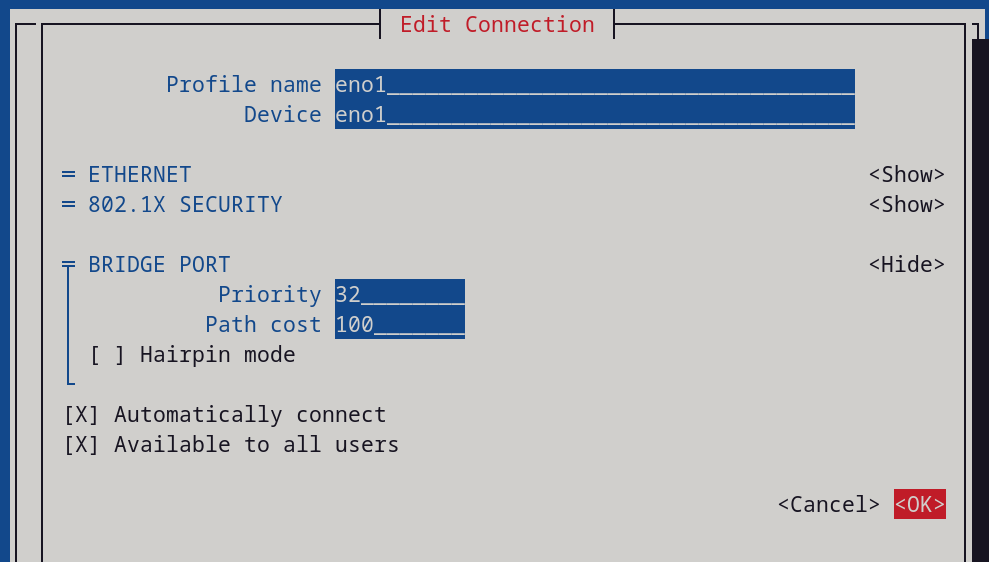 Edit Connection
Profile name eno1
Device eno1
= ETHERNET <Show>
= 802.1X SECURITY <Show>
= BRIDGE PORT <Hide>
Priority 32
Path cost 100
[ ] Hairpin mode
[X] Automatically connect
[X] Available to all users
<Cancel> <OK>